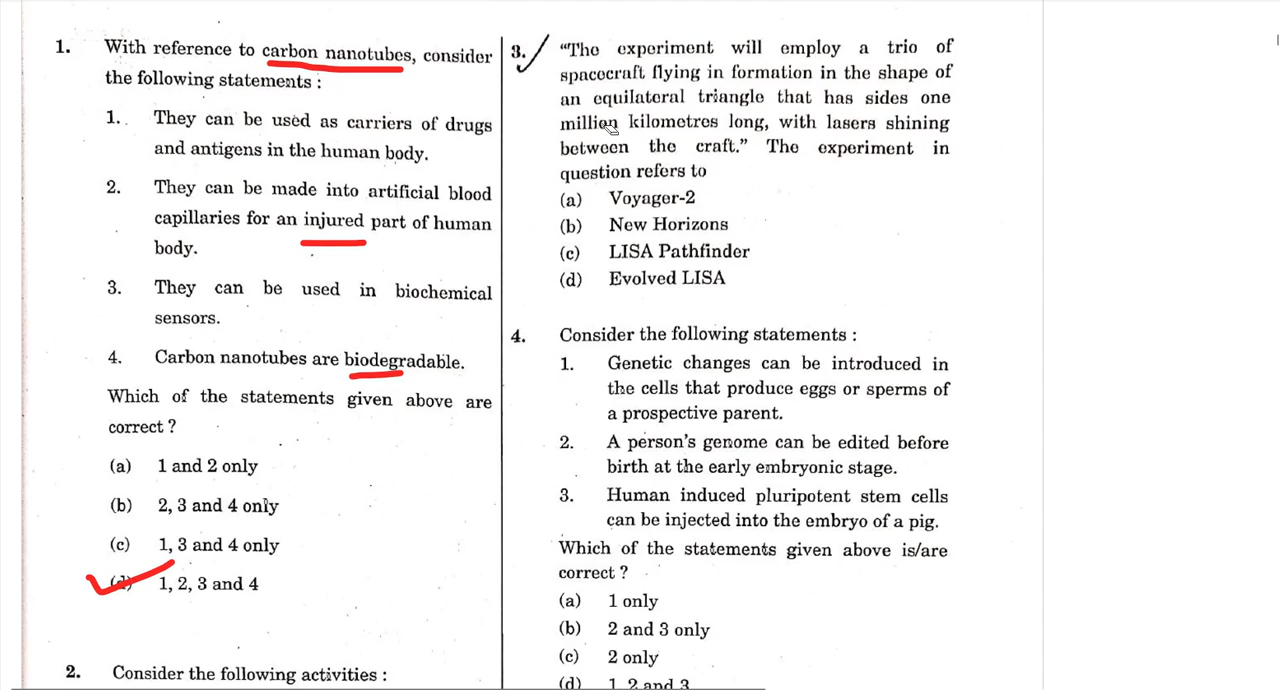 1. With reference to carbon nanotubes, consider
the following statements :
1. They can be used as carriers of drugs
and antigens in the human body.
2. They can be made into artificial blood
capillaries for an injured part of human
body.
3. They can be used in biochemical
sensors.
4. Carbon nanotubes are biodegradable.
Which of the statements given above are
correct ?
(a) 1 and 2 only
(b) 2, 3 and 4 only
(c) 1, 3 and 4 only
(d) 1, 2, 3 and 4
2. Consider the following activities :
3. “The experiment will employ a trio of
spacecraft flying in formation in the shape of
an equilateral triangle that has sides one
million kilometres long, with lasers shining
between the craft.” The experiment in
question refers to
(a) Voyager-2
(b) New Horizons
(c) LISA Pathfinder
(d) Evolved LISA
4. Consider the following statements :
1. Genetic changes can be introduced in
the cells that produce eggs or sperms of
a prospective parent.
2. A person's genome can be edited before
birth at the early embryonic stage.
3. Human induced pluripotent stem cells
can be injected into the embryo of a pig.
Which of the statements given above is/are
correct ?
(a) 1 only
(b) 2 and 3 only
(c) 2 only
(d) 1, 2 and 3